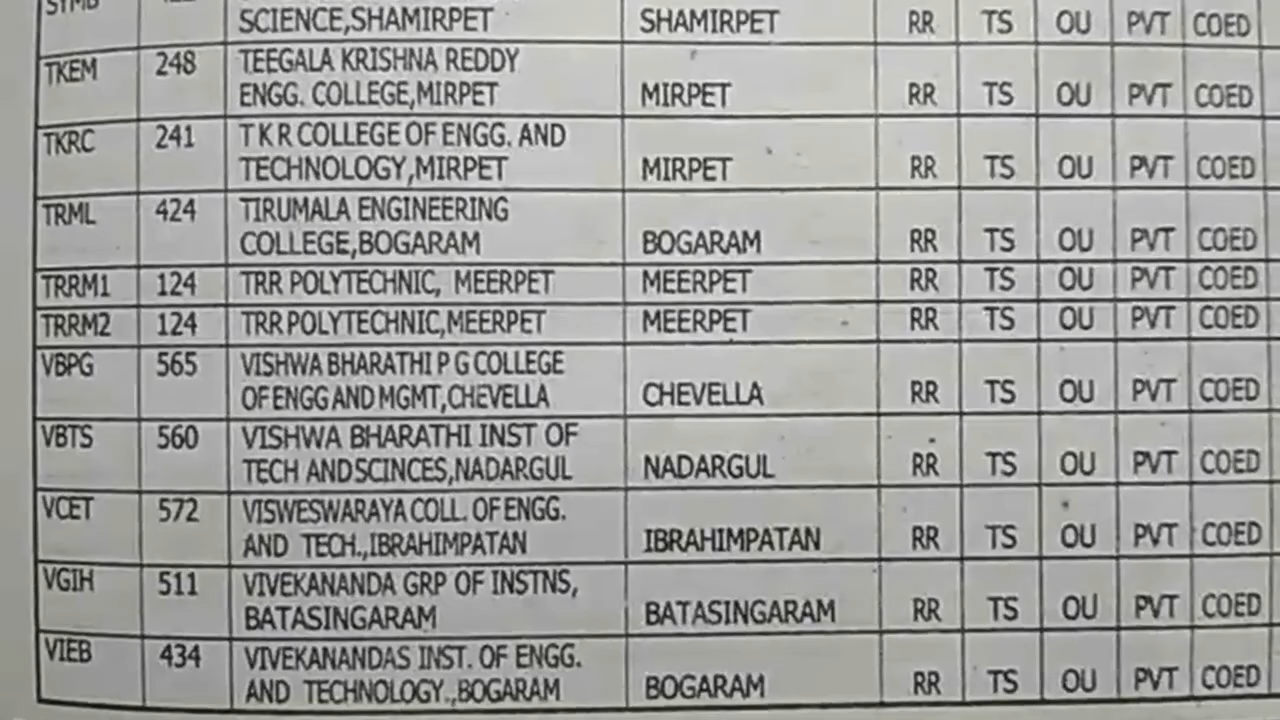 SCIENCE,SHAMIRPET SHAMIRPET RR TS OU PVT COED
TKEM 248 TEEGALA KRISHNA REDDY
ENGG. COLLEGE,MIRPET MIRPET RR TS OU PVT COED
TKRC 241 T K R COLLEGE OF ENGG. AND
TECHNOLOGY,MIRPET MIRPET RR TS OU PVT COED
TRML 424 TIRUMALA ENGINEERING
COLLEGE,BOGARAM BOGARAM RR TS OU PVT COED
TRRM1 124 TRR POLYTECHNIC, MEERPET MEERPET RR TS OU PVT COED
TRRM2 124 TRR POLYTECHNIC,MEERPET MEERPET RR TS OU PVT COED
VBPG 565 VISHWA BHARATHI P G COLLEGE
OF ENGG AND MGMT,CHEVELLA CHEVELLA RR TS OU PVT COED
VBTS 560 VISHWA BHARATHI INST OF
TECH AND SCINCES,NADARGUL NADARGUL RR TS OU PVT COED
VCET 572 VISWESWARAYA COLL. OF ENGG.
AND TECH.,IBRAHIMPATAN IBRAHIMPATAN RR TS OU PVT COED
VGIH 511 VIVEKANANDA GRP OF INSTNS,
BATASINGARAM BATASINGARAM RR TS OU PVT COED
VIEB 434 VIVEKANANDAS INST. OF ENGG.
AND TECHNOLOGY.,BOGARAM BOGARAM RR TS OU PVT COED